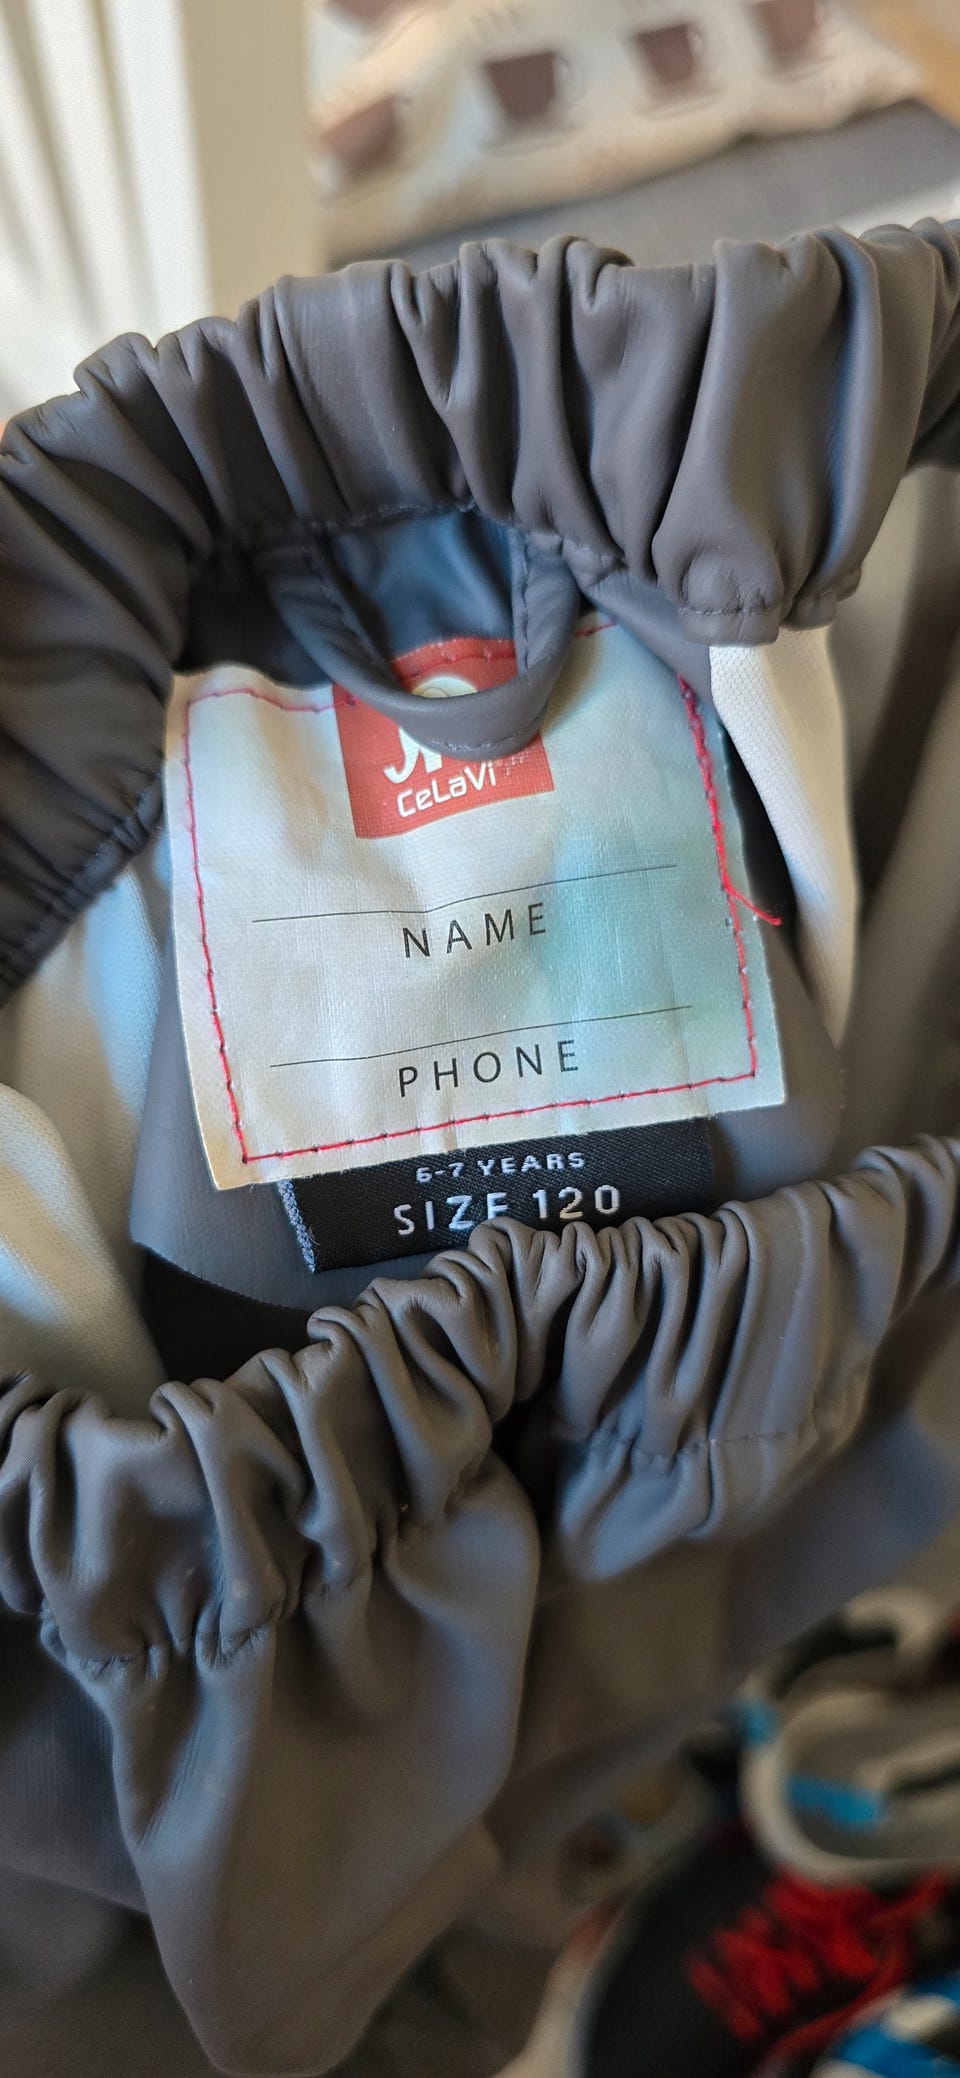 CeLaVi
NAME
PHONE
6-7 YEARS
SIZE 120